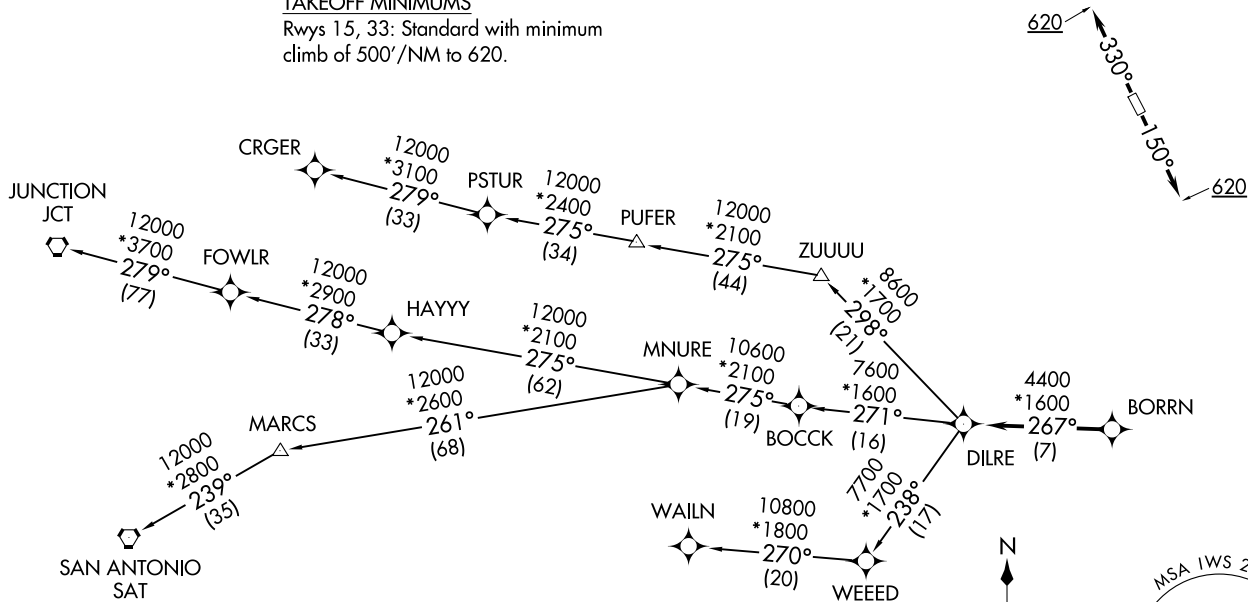 TAKEOFF MINIMUMS
Rwys 15, 33: Standard with minimum
climb of 500'/NM to 620.
620
330°
150°
620
CRGER
12000
*3100
279°
(33)
PSTUR
12000
*2400
275°
(34)
PUFER
12000
*2100
275°
(44)
ZUUUU
8600
*1700
298°
(21)
JUNCTION
JCT
12000
*3700
279°
(77)
FOWLR
12000
*2900
278°
(33)
HAYYY
12000
*2100
275°
(62)
MNURE
10600
*2100
275°
(19)
BOCCK
7600
*1600
271°
(16)
DILRE
4400
*1600
267°
(7)
BORRN
12000
*2600
261°
(68)
MARCS
12000
*2800
239°
(35)
SAN ANTONIO
SAT
7700
*1700
238°
(17)
WAILN
10800
*1800
270°
(20)
WEEED
N
MSA IWS 2